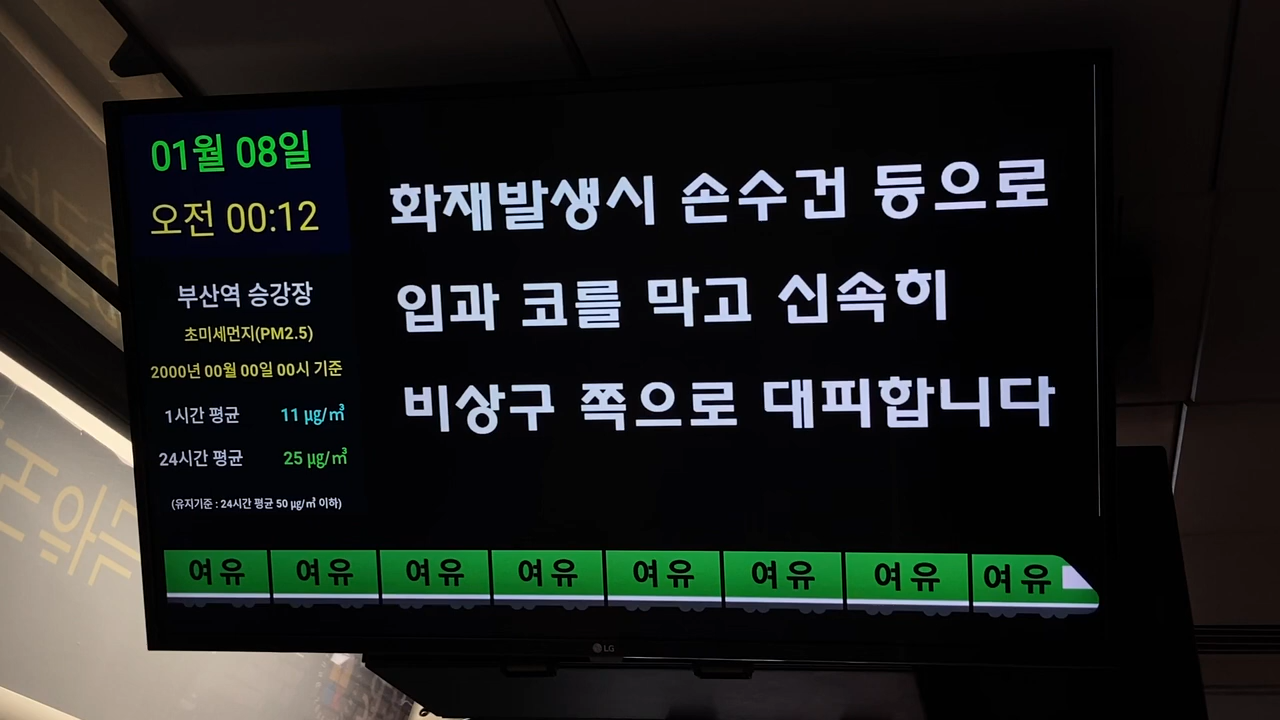 01월 08일
오전 00:12
부산역 승강장
초미세먼지(PM2.5)
2000년 00월 00일 00시 기준
1시간 평균 11 ㎍/㎥
24시간 평균 25 ㎍/㎥
(유지기준 : 24시간 평균 50 ㎍/㎥ 이하)
화재발생시 손수건 등으로
입과 코를 막고 신속히
비상구 쪽으로 대피합니다
여유 여유 여유 여유 여유 여유 여유 여유
LG